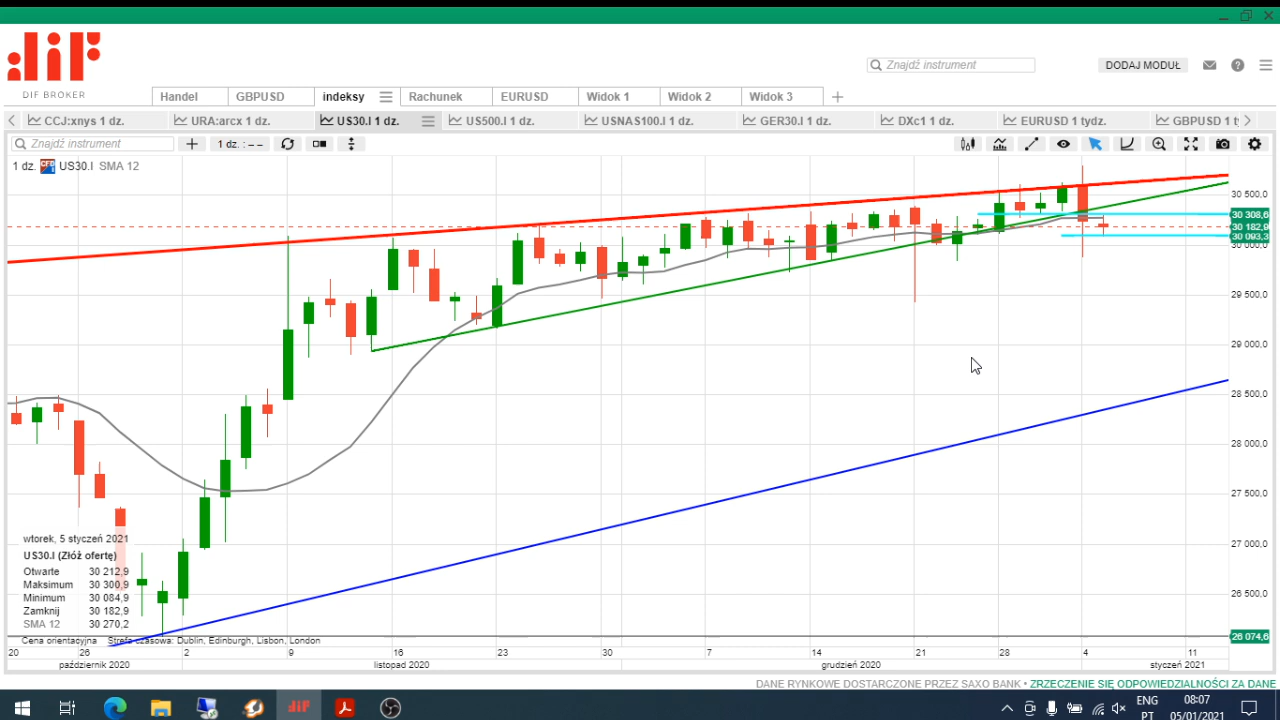 dif
DIF BROKER
Znajdź instrument
DODAJ MODUŁ
Handel GBPUSD indeksy Rachunek EURUSD Widok 1 Widok 2 Widok 3
CCJ:xnys 1 dz. URA:arcx 1 dz. US30.I 1 dz. US500.I 1 dz. USNAS100.I 1 dz. GER30.I 1 dz. DXc1 1 dz. EURUSD 1 tydz. GBPUSD 1 t
Znajdź instrument 1 dz. : – –
1 dz. CFD US30.I SMA 12
30 500,0
30 308,6
30 182,9
30 093,3
30 000,0
29 500,0
29 000,0
28 500,0
28 000,0
27 500,0
27 000,0
26 500,0
26 074,6
wtorek, 5 styczeń 2021
US30.I (Złóż ofertę)
Otwarte 30 212,9
Maksimum 30 300,9
Minimum 30 084,9
Zamknij 30 182,9
SMA 12 30 270,2
Cena orientacyjna Strefa czasowa: Dublin, Edinburgh, Lisbon, London
20 26 2 9 16 23 30 7 14 21 28 4 11
październik 2020 listopad 2020 grudzień 2020 styczeń 2021
DANE RYNKOWE DOSTARCZONE PRZEZ SAXO BANK • ZRZECZENIE SIĘ ODPOWIEDZIALNOŚCI ZA DANE
dif
ENG 08:07
PT 05/01/2021